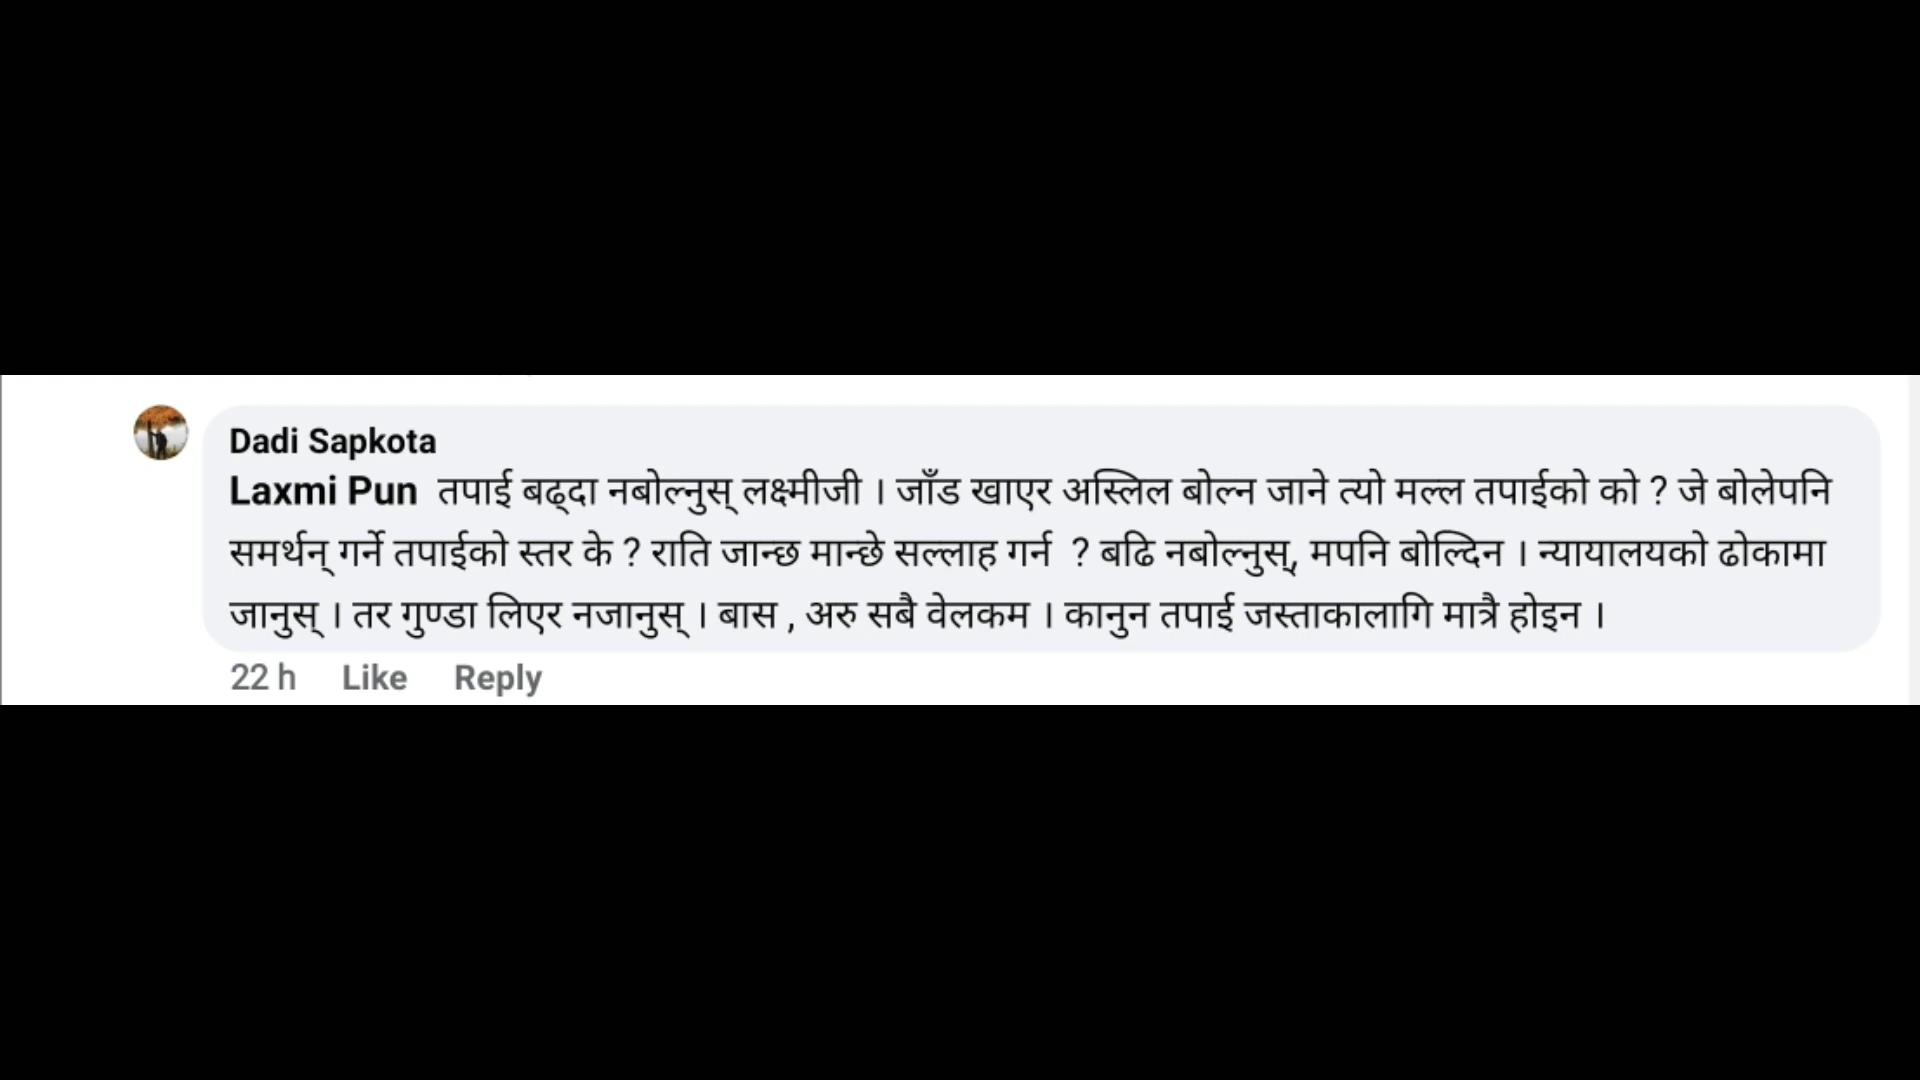 Dadi Sapkota
Laxmi Pun तपाई बढ्दा नबोल्नुस् लक्ष्मीजी । जाँड खाएर अस्लिल बोल्न जाने त्यो मल्ल तपाईको को ? जे बोलेपनि
समर्थन् गर्ने तपाईको स्तर के ? राति जान्छ मान्छे सल्लाह गर्न ? बढि नबोल्नुस्, मपनि बोल्दिन । न्यायालयको ढोकामा
जानुस् । तर गुण्डा लिएर नजानुस् । बास , अरु सबै वेलकम । कानुन तपाई जस्ताकालागि मात्रै होइन ।
22 h Like Reply